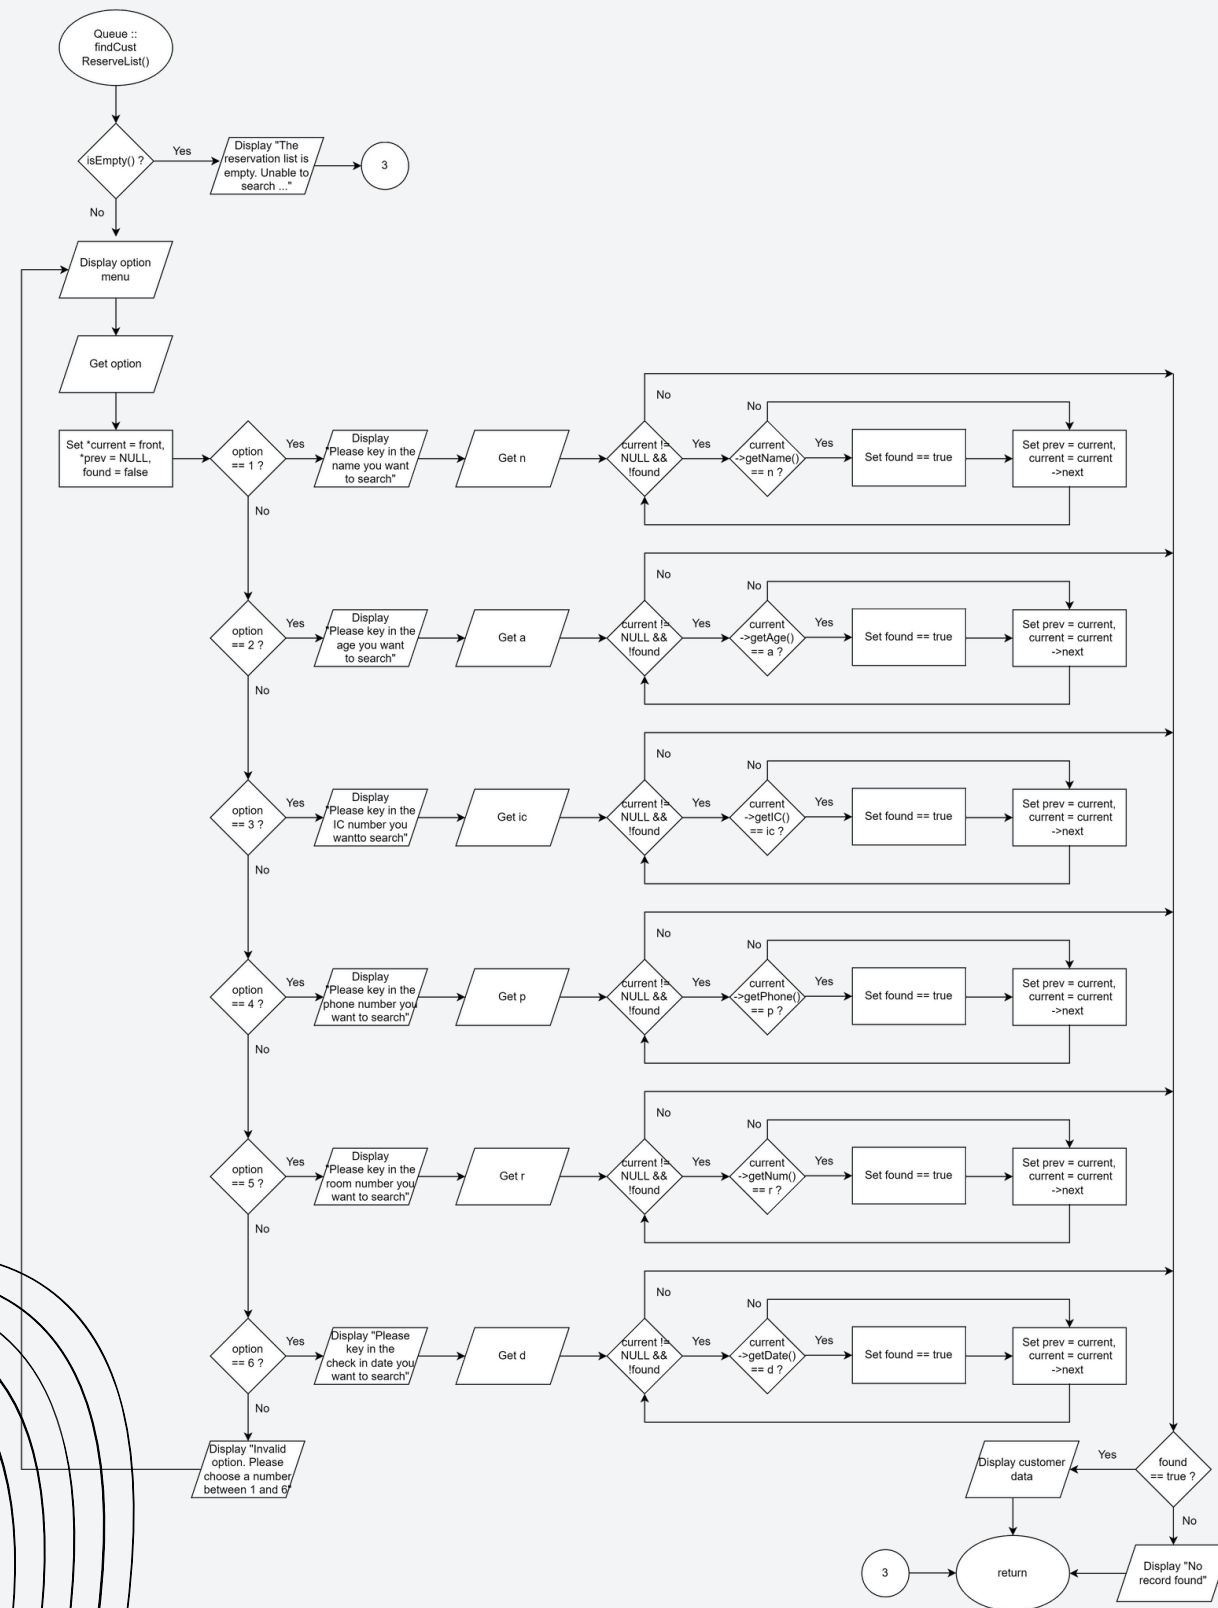 Queue ::
findCust
ReserveList()
isEmpty() ?
Yes
Display "The
reservation list is
empty. Unable to
search ..."
3
No
Display option
menu
Get option
Set *current = front,
*prev = NULL,
found = false
option
== 1 ?
Yes
Display
"Please key in the
name you want
to search"
Get n
No
current !=
NULL &&
!found
Yes
No
current
->getName()
== n ?
Yes
Set found == true
Set prev = current,
current = current
->next
No
option
== 2 ?
Yes
Display
"Please key in the
age you want
to search"
Get a
No
current !=
NULL &&
!found
Yes
No
current
->getAge()
== a ?
Yes
Set found == true
Set prev = current,
current = current
->next
No
option
== 3 ?
Yes
Display
"Please key in the
IC number you
wantto search"
Get ic
No
current !=
NULL &&
!found
Yes
No
current
->getIC()
== ic ?
Yes
Set found == true
Set prev = current,
current = current
->next
No
option
== 4 ?
Yes
Display
"Please key in the
phone number you
want to search"
Get p
No
current !=
NULL &&
!found
Yes
No
current
->getPhone()
== p ?
Yes
Set found == true
Set prev = current,
current = current
->next
No
option
== 5 ?
Yes
Display
"Please key in the
room number you
want to search"
Get r
No
current !=
NULL &&
!found
Yes
No
current
->getNum()
== r ?
Yes
Set found == true
Set prev = current,
current = current
->next
No
option
== 6 ?
Yes
Display "Please
key in the
check in date you
want to search"
Get d
No
current !=
NULL &&
!found
Yes
No
current
->getDate()
== d ?
Yes
Set found == true
Set prev = current,
current = current
->next
No
Display "Invalid
option. Please
choose a number
between 1 and 6"
found
== true ?
Yes
Display customer
data
No
Display "No
record found"
3
return